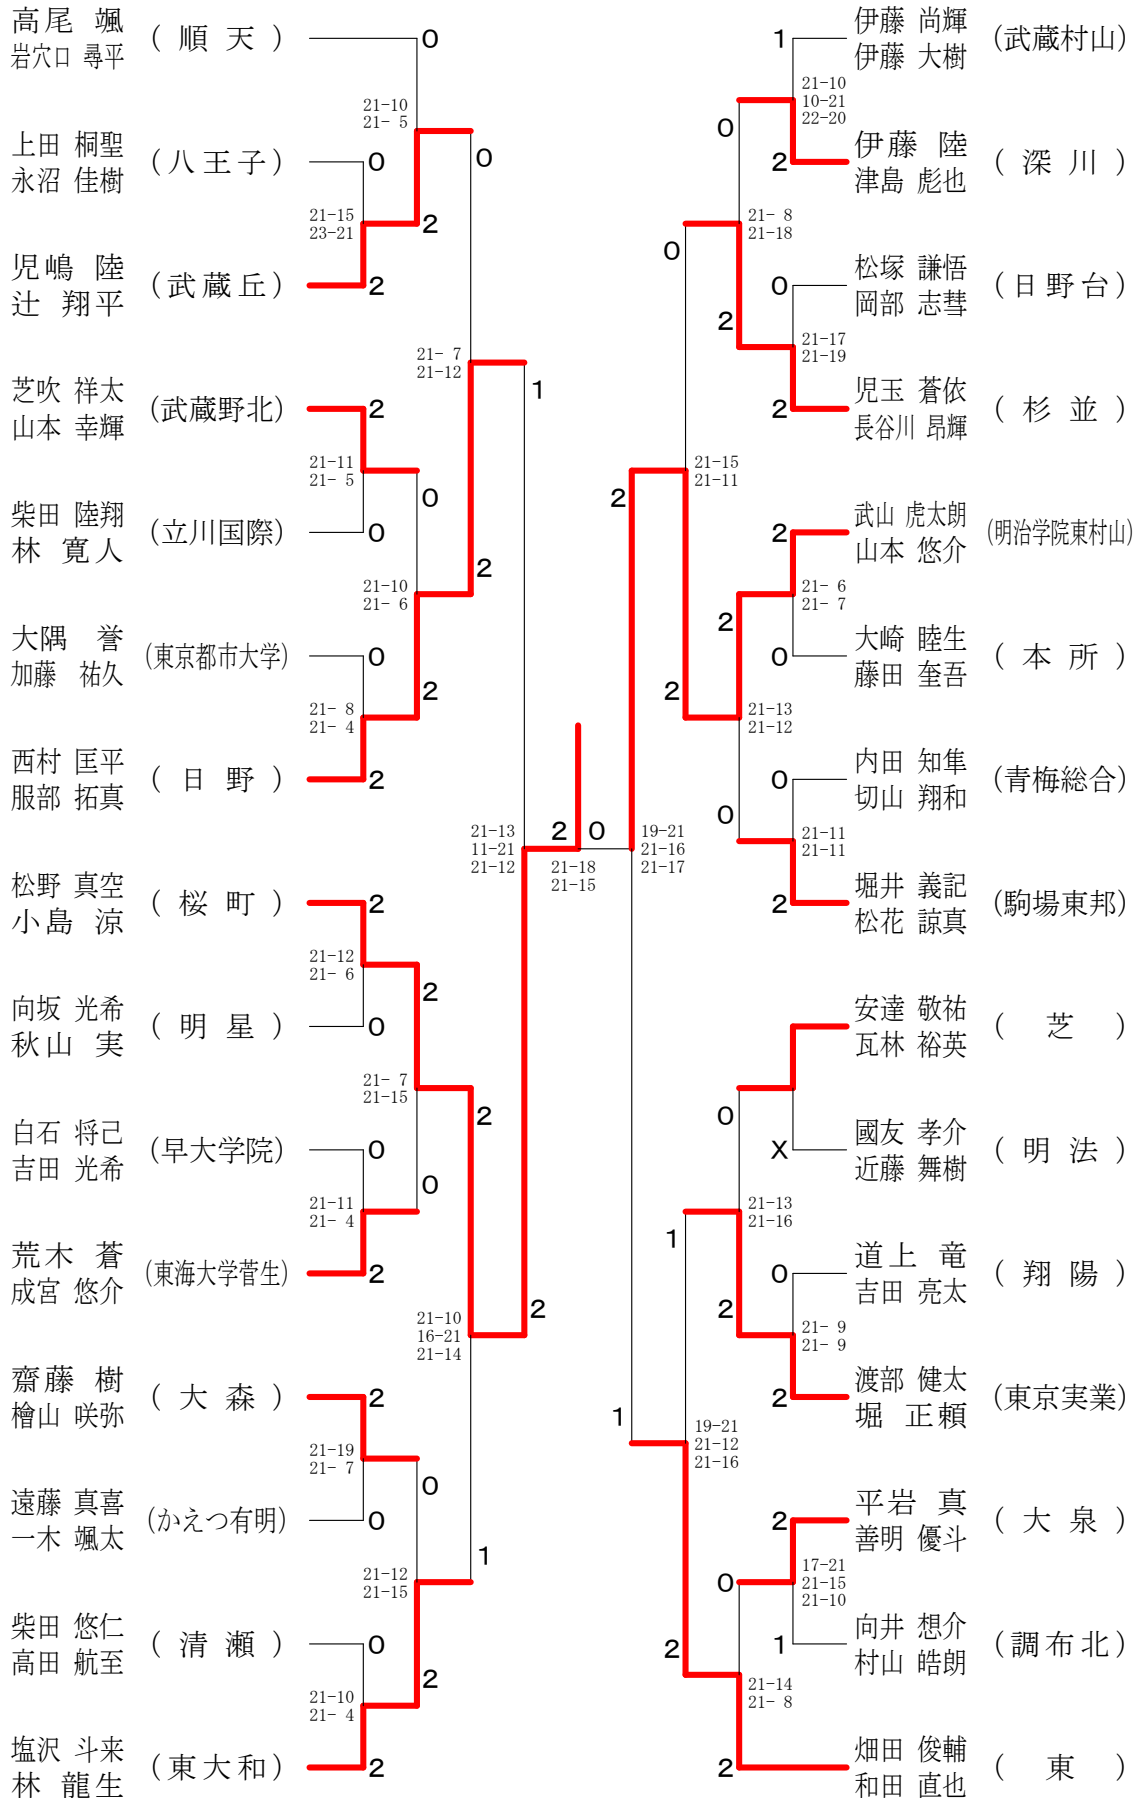 高尾 颯
岩穴口 尋平
( 順 天 )
0
21-10
21- 5
上田 桐聖
永沼 佳樹
(八王子)
0
0
21-15
23-21
2
児嶋 陸
辻 翔平
(武蔵丘)
2
21- 7
21-12
1
芝吹 祥太
山本 幸輝
(武蔵野北)
2
21-11
21- 5
0
柴田 陸翔
林 寛人
(立川国際)
0
2
21-10
21- 6
大隅 誉
加藤 祐久
(東京都市大学)
0
2
21- 8
21- 4
西村 匡平
服部 拓真
( 日 野 )
2
21-13
11-21
21-12
2
0
21-18
21-15
松野 真空
小島 涼
( 桜 町 )
2
21-12
21- 6
2
向坂 光希
秋山 実
( 明 星 )
0
21- 7
21-15
2
白石 将己
吉田 光希
(早大学院)
0
0
21-11
21- 4
荒木 蒼
成宮 悠介
(東海大学菅生)
2
21-10
16-21
21-14
2
齋藤 樹
檜山 咲弥
( 大 森 )
2
21-19
21- 7
0
遠藤 真喜
一木 颯太
(かえつ有明)
0
1
21-12
21-15
柴田 悠仁
高田 航至
( 清 瀬 )
0
2
21-10
21- 4
塩沢 斗来
林 龍生
(東大和)
2
1
伊藤 尚輝
伊藤 大樹
(武蔵村山)
21-10
10-21
22-20
0
2
伊藤 陸
津島 彪也
( 深 川 )
21- 8
21-18
0
0
松塚 謙悟
岡部 志彗
(日野台)
2
21-17
21-19
2
児玉 蒼依
長谷川 昂輝
( 杉 並 )
21-15
21-11
2
2
武山 虎太朗
山本 悠介
(明治学院東村山)
21- 6
21- 7
2
0
大崎 睦生
藤田 奎吾
( 本 所 )
2
21-13
21-12
0
内田 知隼
切山 翔和
(青梅総合)
0
21-11
21-11
19-21
21-16
21-17
2
堀井 義記
松花 諒真
(駒場東邦)
安達 敬祐
瓦林 裕英
( 芝 )
0
X
國友 孝介
近藤 舞樹
( 明 法 )
21-13
21-16
1
0
道上 竜
吉田 亮太
( 翔 陽 )
2
21- 9
21- 9
2
渡部 健太
堀 正頼
(東京実業)
1
19-21
21-12
21-16
2
平岩 真
善明 優斗
( 大 泉 )
17-21
21-15
21-10
0
1
向井 想介
村山 皓朗
(調布北)
2
21-14
21- 8
2
畑田 俊輔
和田 直也
( 東 )